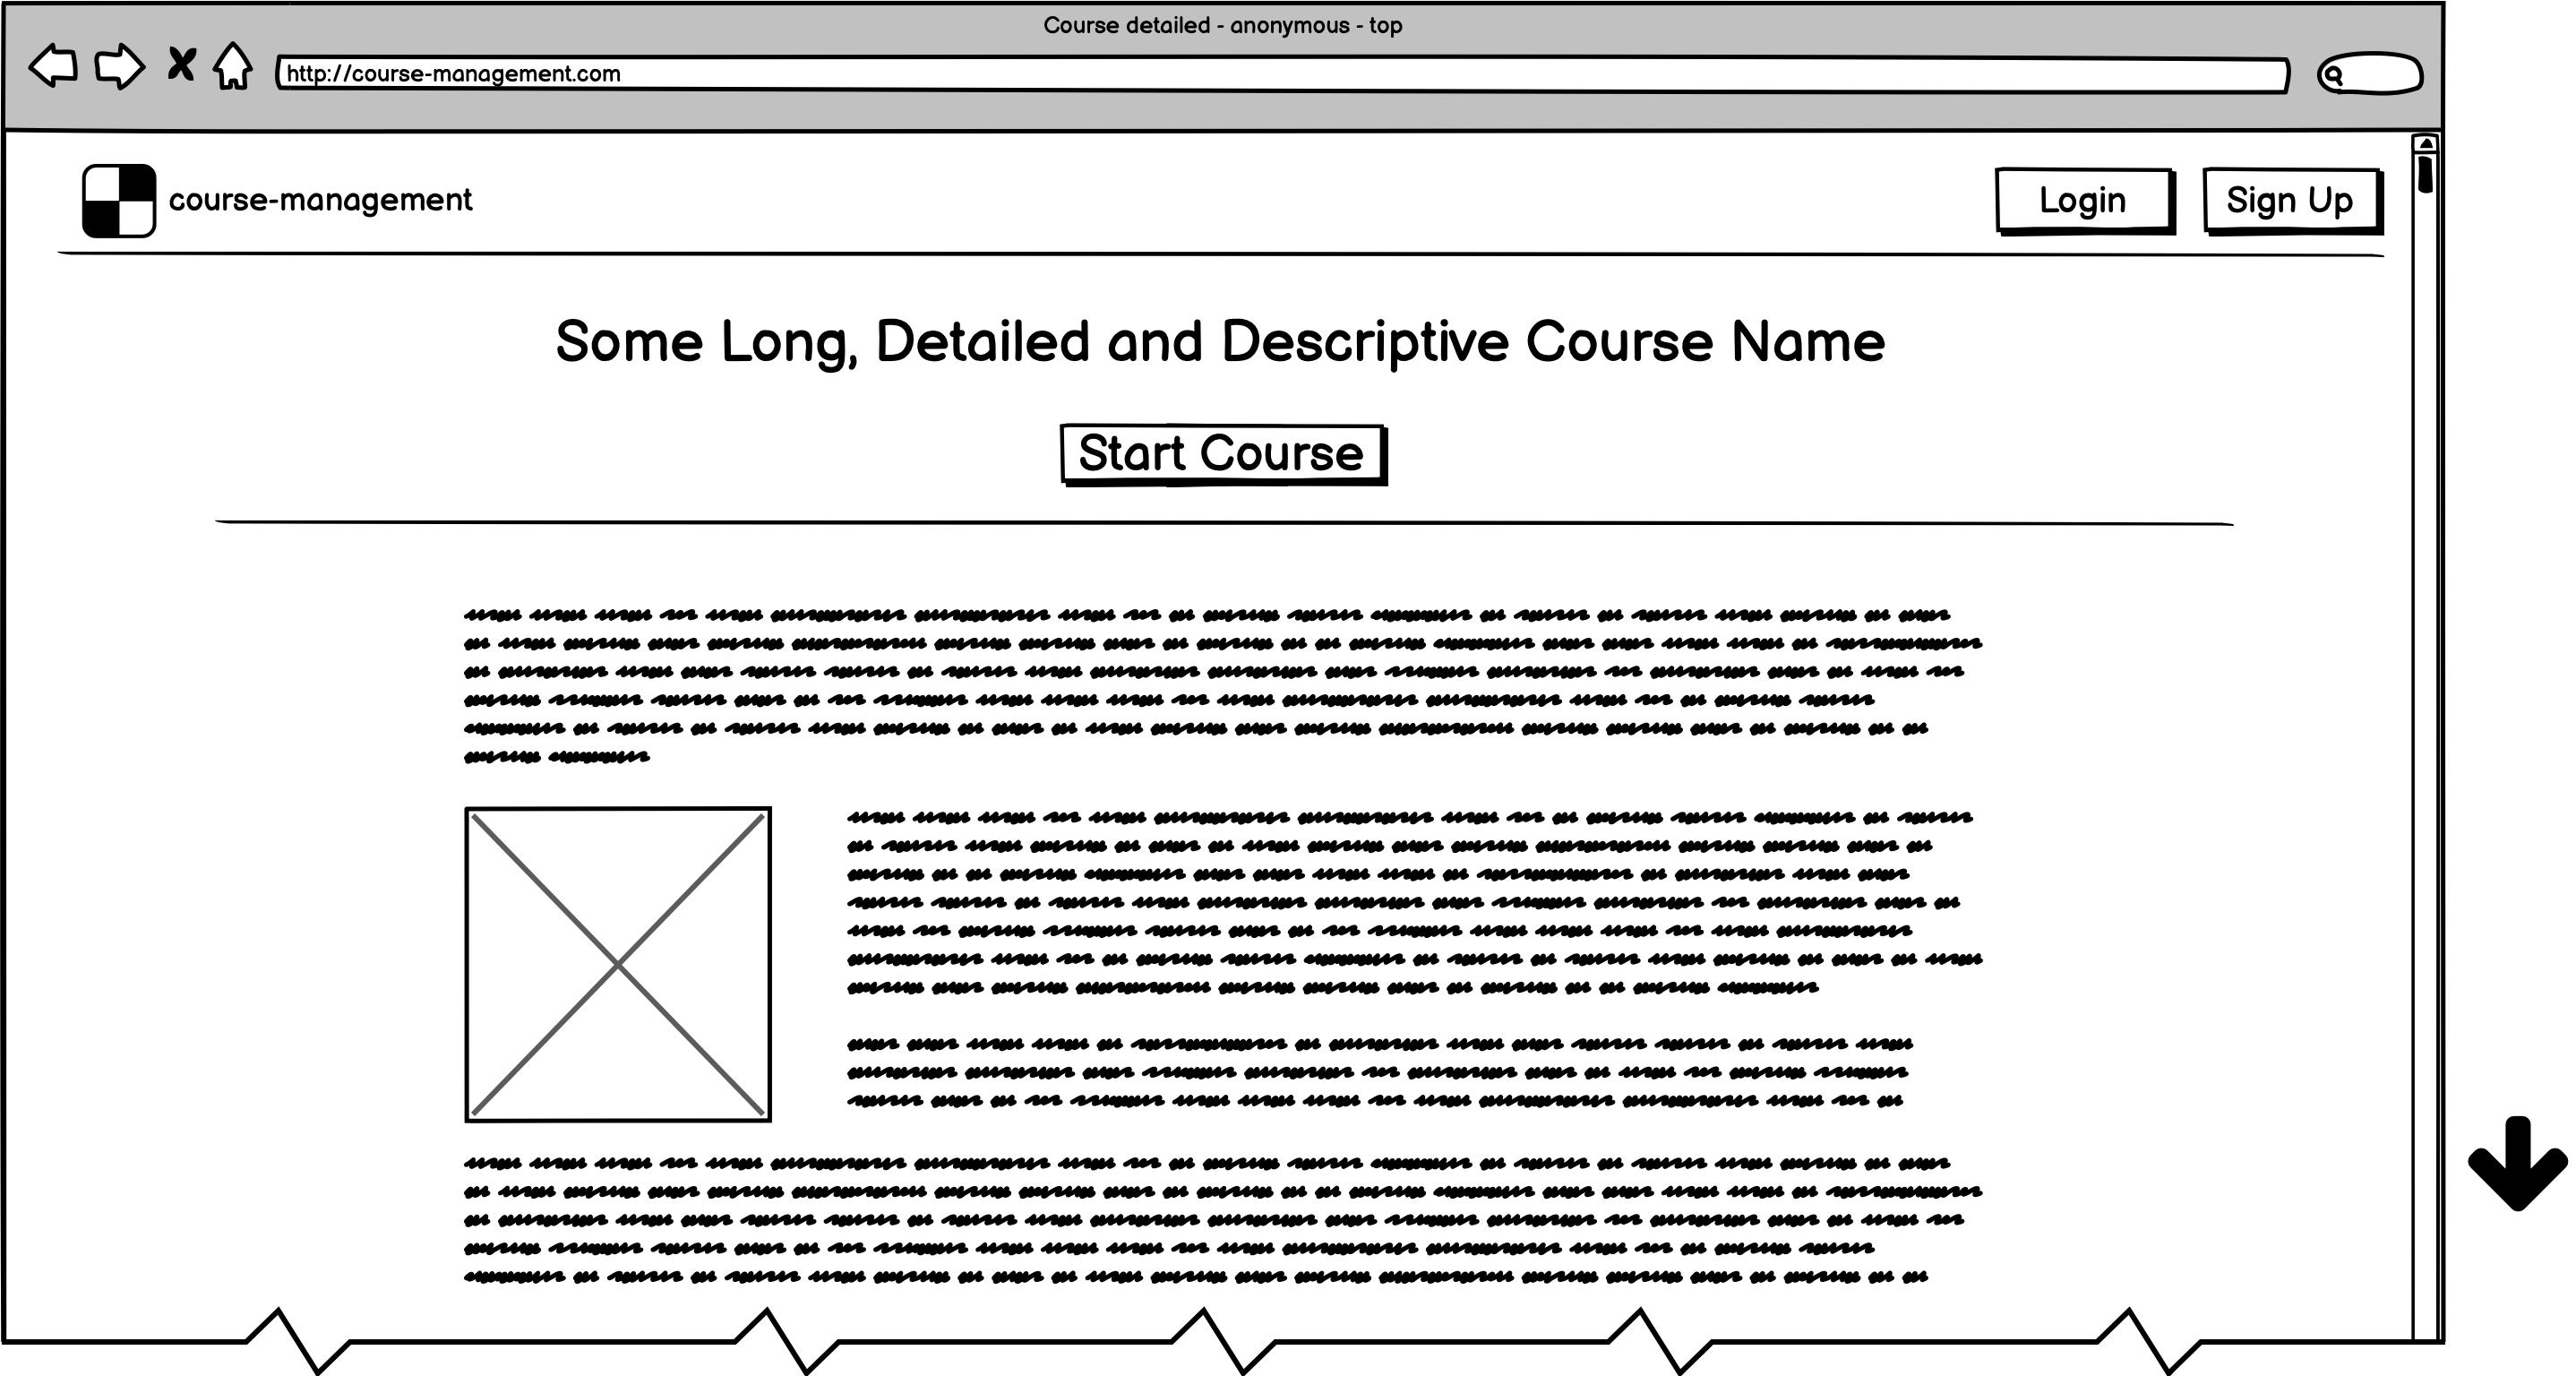 Course detailed - anonymous - top
http://course-management.com
course-management
Login
Sign Up
Some Long, Detailed and Descriptive Course Name
Start Course